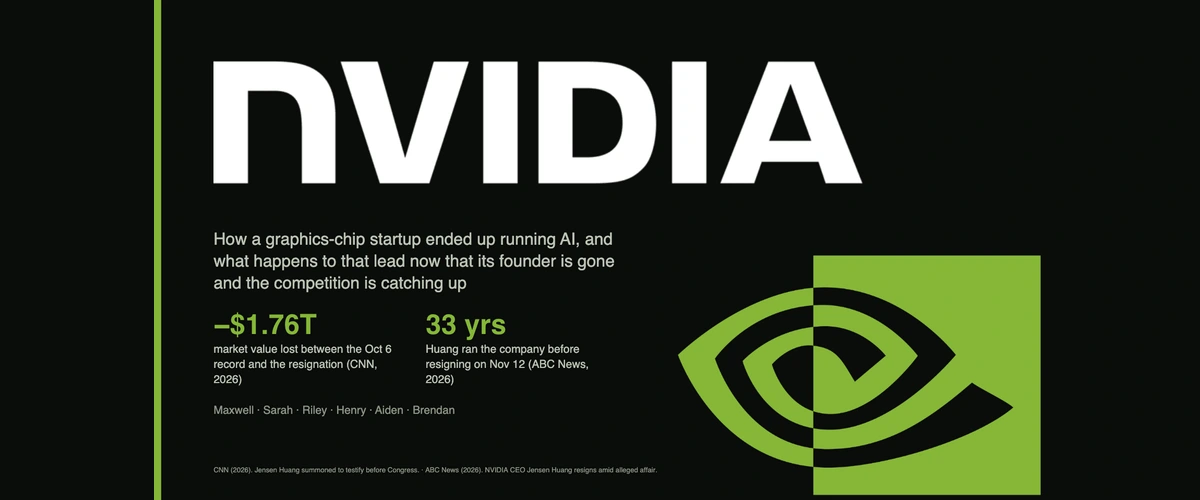 NVIDIA
How a graphics-chip startup ended up running AI, and
what happens to that lead now that its founder is gone
and the competition is catching up
–$1.76T
market value lost between the Oct 6
record and the resignation (CNN,
2026)
33 yrs
Huang ran the company before
resigning on Nov 12 (ABC News,
2026)
Maxwell · Sarah · Riley · Henry · Aiden · Brendan
CNN (2026). Jensen Huang summoned to testify before Congress. · ABC News (2026). NVIDIA CEO Jensen Huang resigns amid alleged affair.